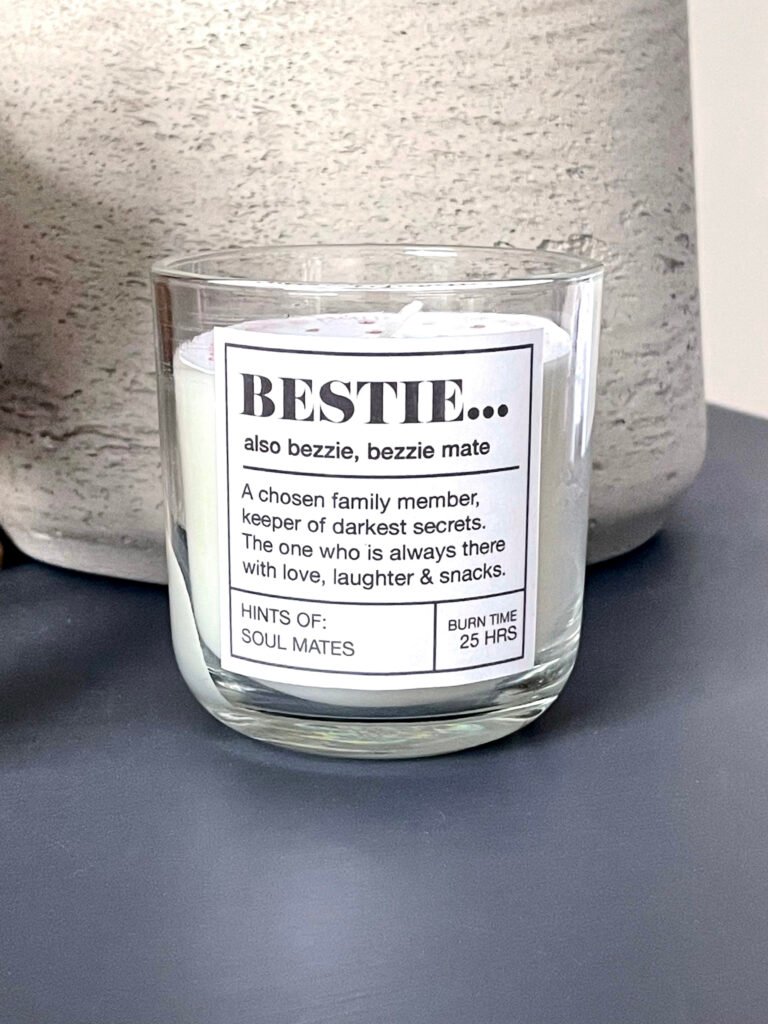 BESTIE...
also bezzie, bezzie mate
A chosen family member,
keeper of darkest secrets.
The one who is always there
with love, laughter & snacks.
HINTS OF:
SOUL MATES
BURN TIME
25 HRS